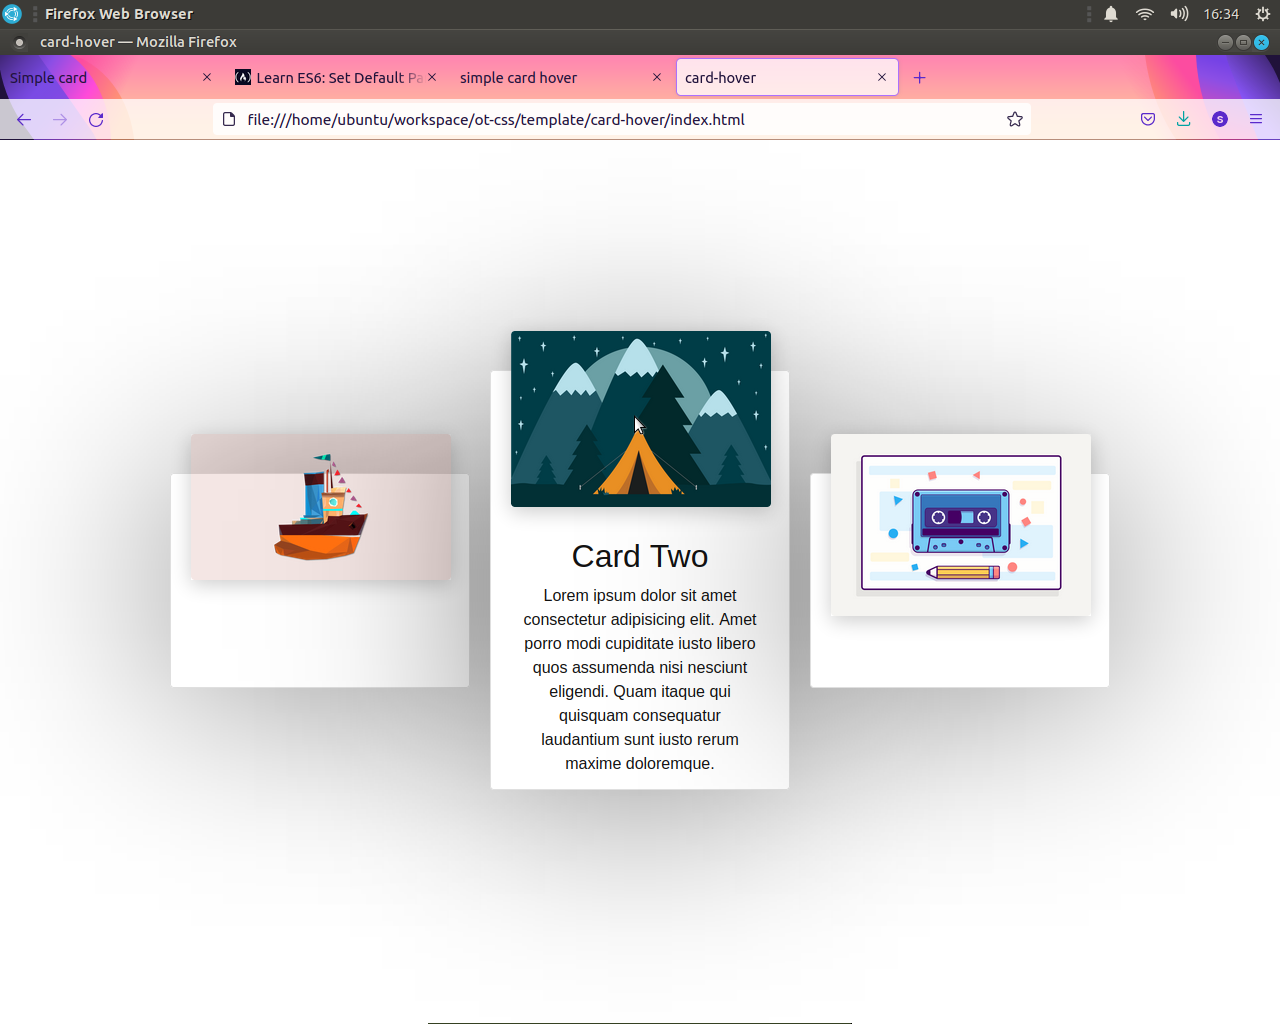 Firefox Web Browser
16:34
card-hover — Mozilla Firefox
Simple card
Learn ES6: Set Default Pa
simple card hover
card-hover
file:///home/ubuntu/workspace/ot-css/template/card-hover/index.html
S
Card Two
Lorem ipsum dolor sit amet
consectetur adipisicing elit. Amet
porro modi cupiditate iusto libero
quos assumenda nisi nesciunt
eligendi. Quam itaque qui
quisquam consequatur
laudantium sunt iusto rerum
maxime doloremque.